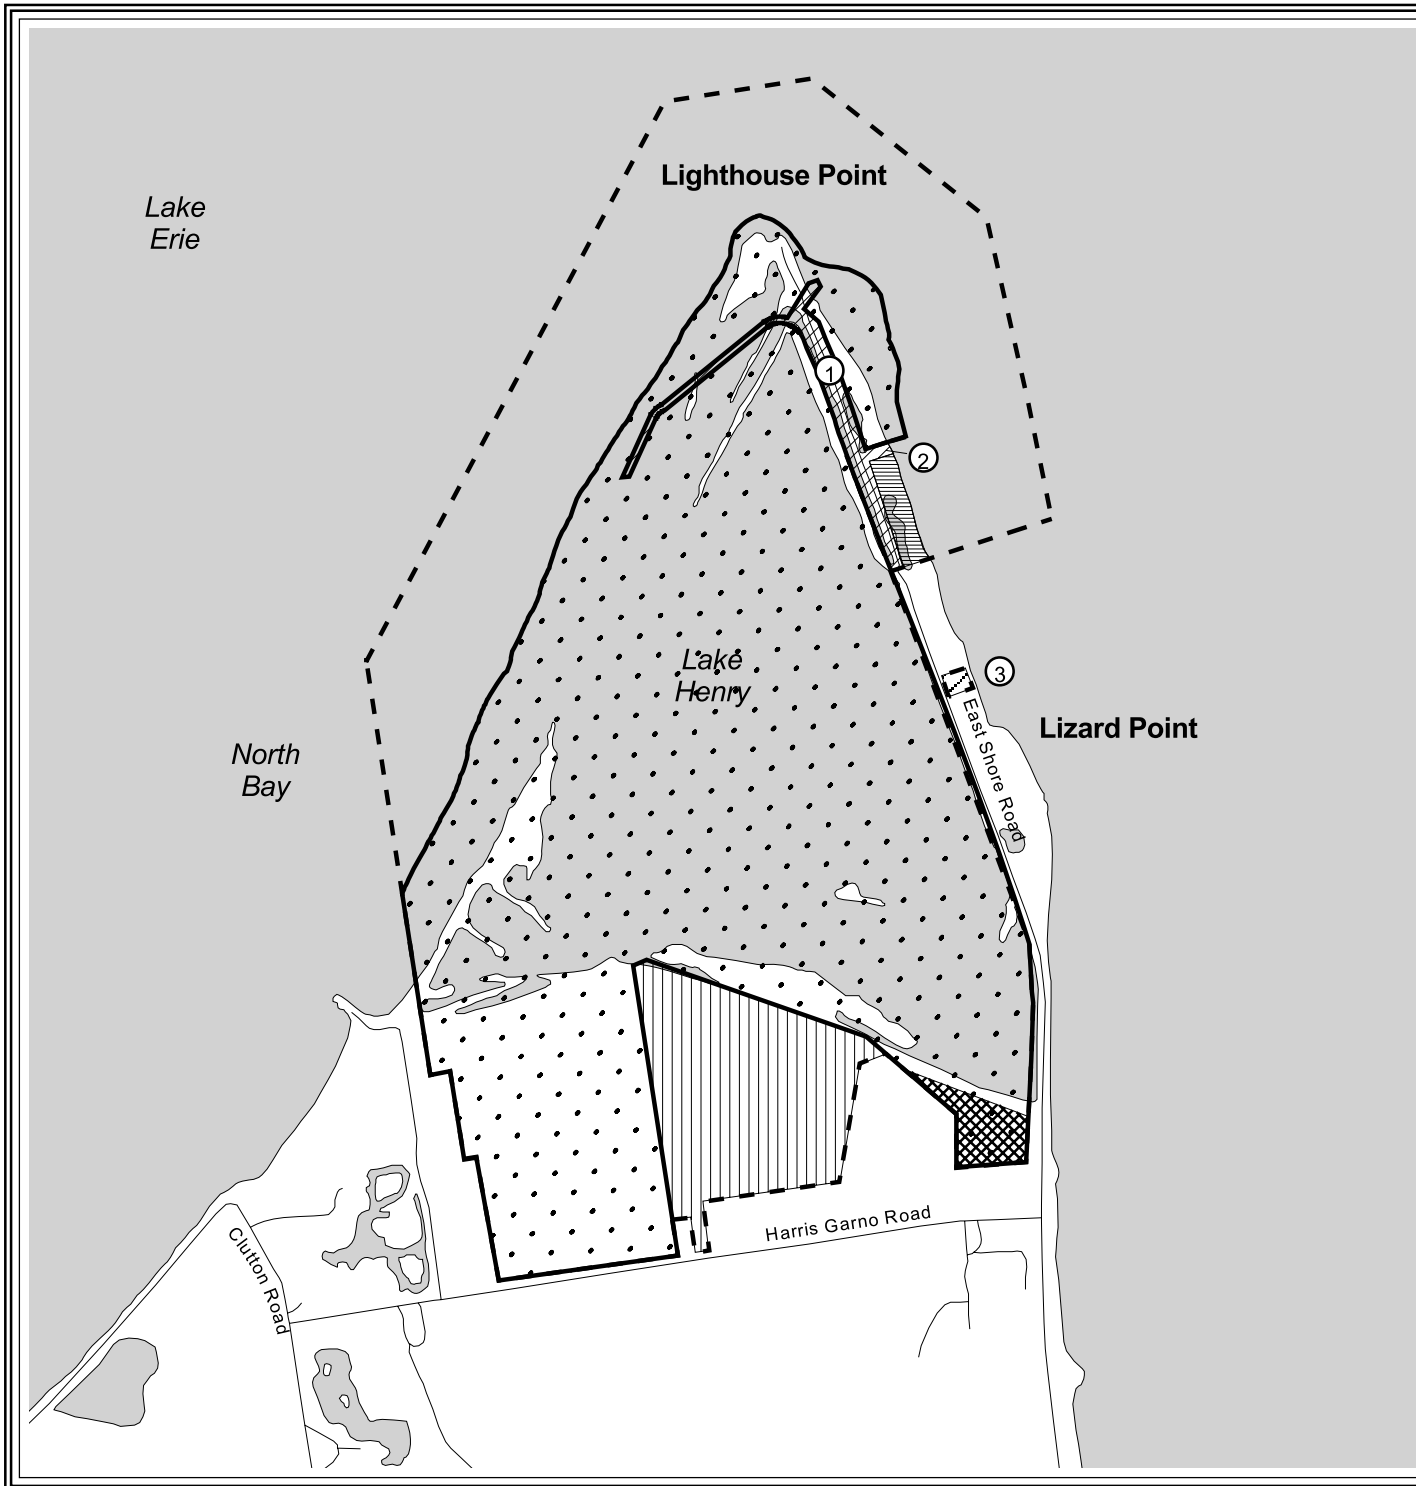 Lighthouse Point
Lake
Erie
1
2
Lake
Henry
3
East Shore Road
Lizard Point
North
Bay
Harris Garno Road
Clutton Road